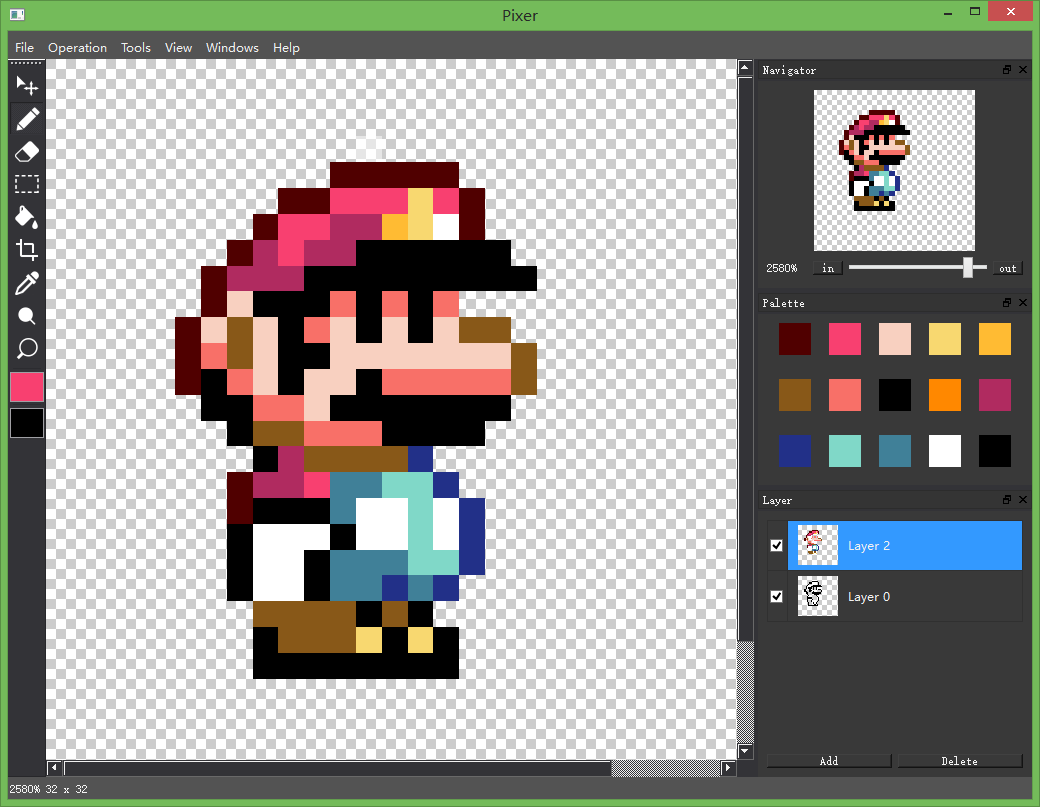 Pixer
File Operation Tools View Windows Help
Navigator
2580% in out
Palette
Layer
Layer 2
Layer 0
Add Delete
2580% 32 x 32